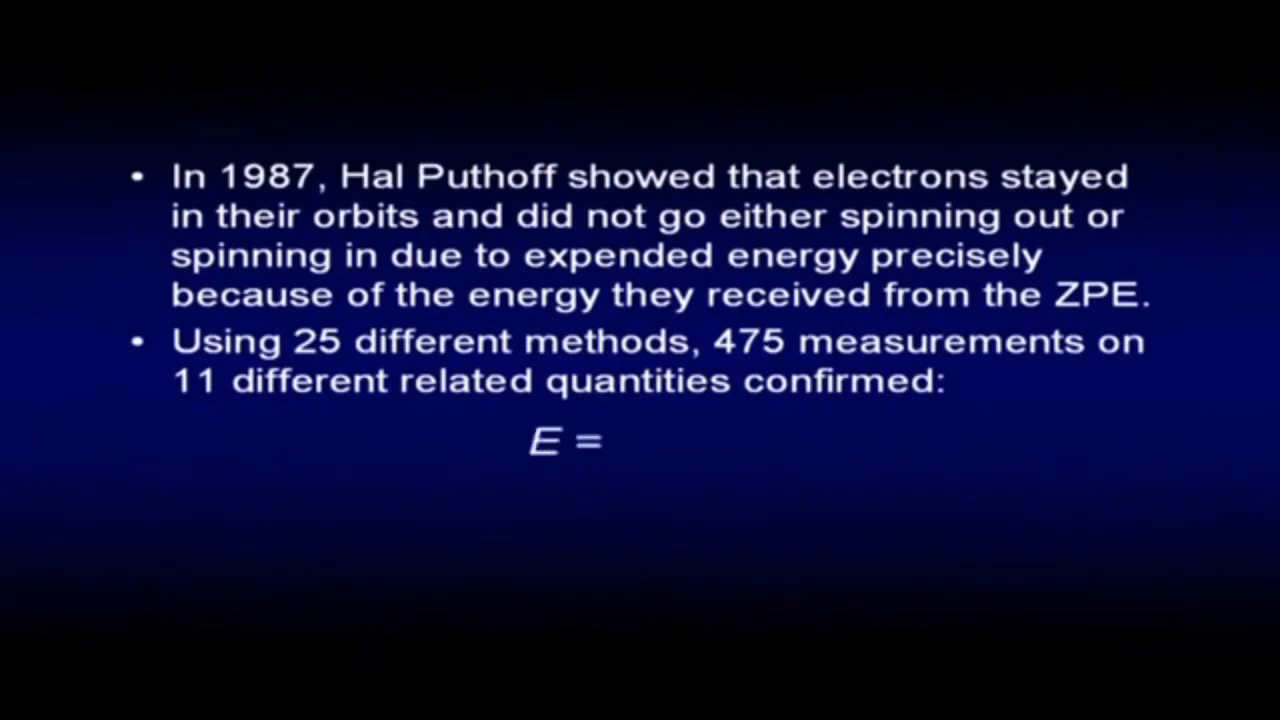 • In 1987, Hal Puthoff showed that electrons stayed
in their orbits and did not go either spinning out or
spinning in due to expended energy precisely
because of the energy they received from the ZPE.
• Using 25 different methods, 475 measurements on
11 different related quantities confirmed:
E =